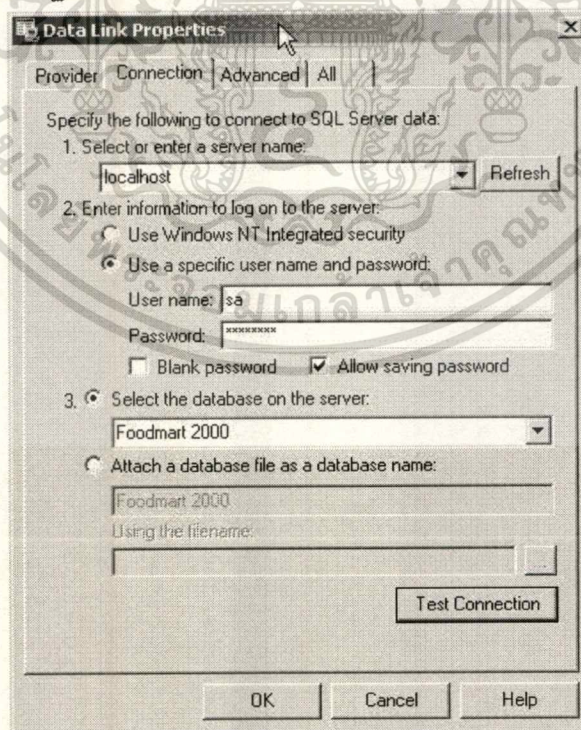 Data Link Properties
Provider Connection Advanced All
Specify the following to connect to SQL Server data:
1. Select or enter a server name:
localhost Refresh
2. Enter information to log on to the server:
Use Windows NT Integrated security
Use a specific user name and password:
User name: sa
Password: ********
Blank password Allow saving password
3. Select the database on the server:
Foodmart 2000
Attach a database file as a database name:
Foodmart 2000
Using the filename:
...
Test Connection
OK Cancel Help